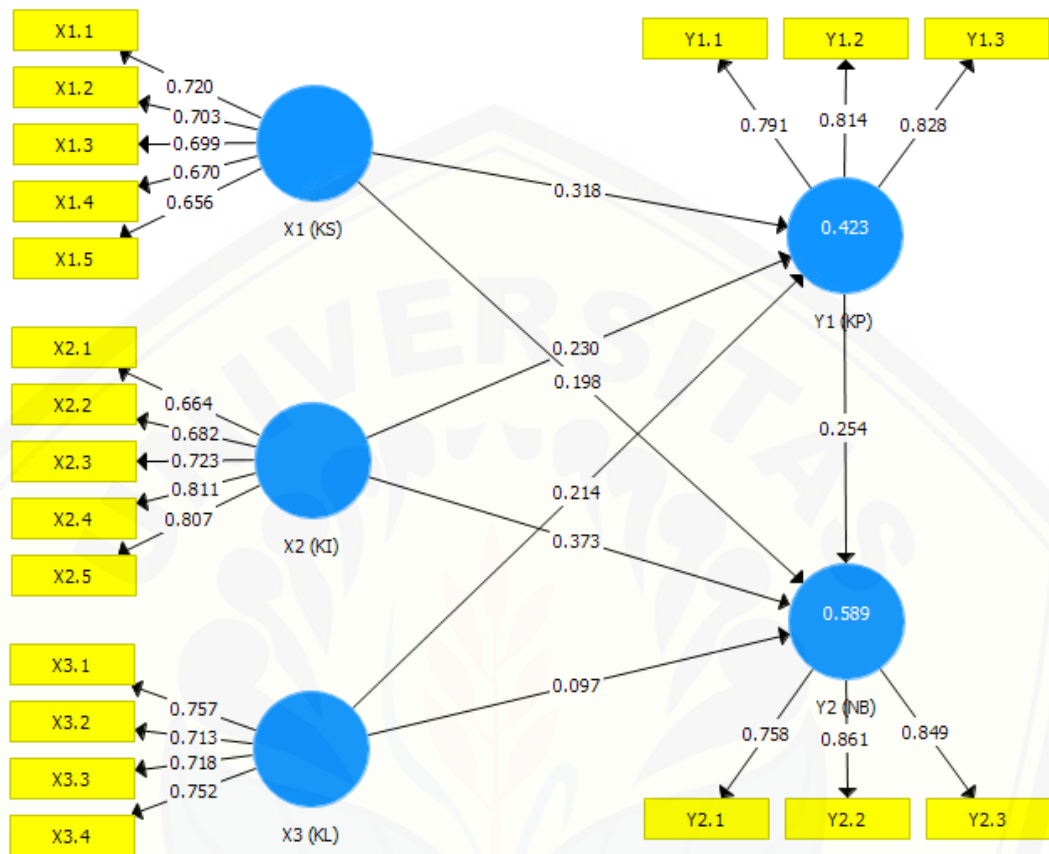 X1.1
X1.2
X1.3
X1.4
X1.5
0.720
0.703
0.699
0.670
0.656
X1 (KS)
X2.1
X2.2
X2.3
X2.4
X2.5
0.664
0.682
0.723
0.811
0.807
X2 (KI)
X3.1
X3.2
X3.3
X3.4
0.757
0.713
0.718
0.752
X3 (KL)
0.318
0.230
0.198
0.214
0.373
0.097
Y1.1
Y1.2
Y1.3
0.791
0.814
0.828
0.423
Y1 (KP)
0.254
0.589
Y2 (NB)
0.758
0.861
0.849
Y2.1
Y2.2
Y2.3
UNIVERSITAS